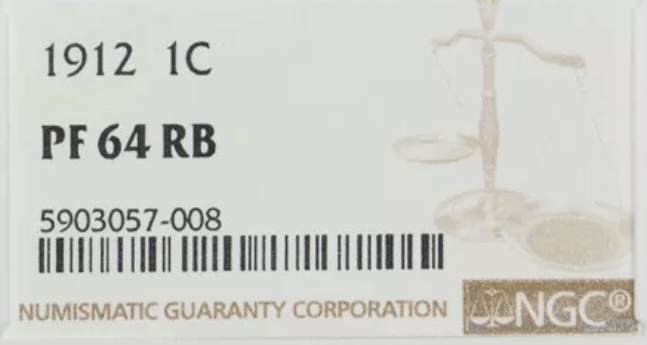 1912 1C
PF 64 RB
5903057-008
NUMISMATIC GUARANTY CORPORATION
NGC®